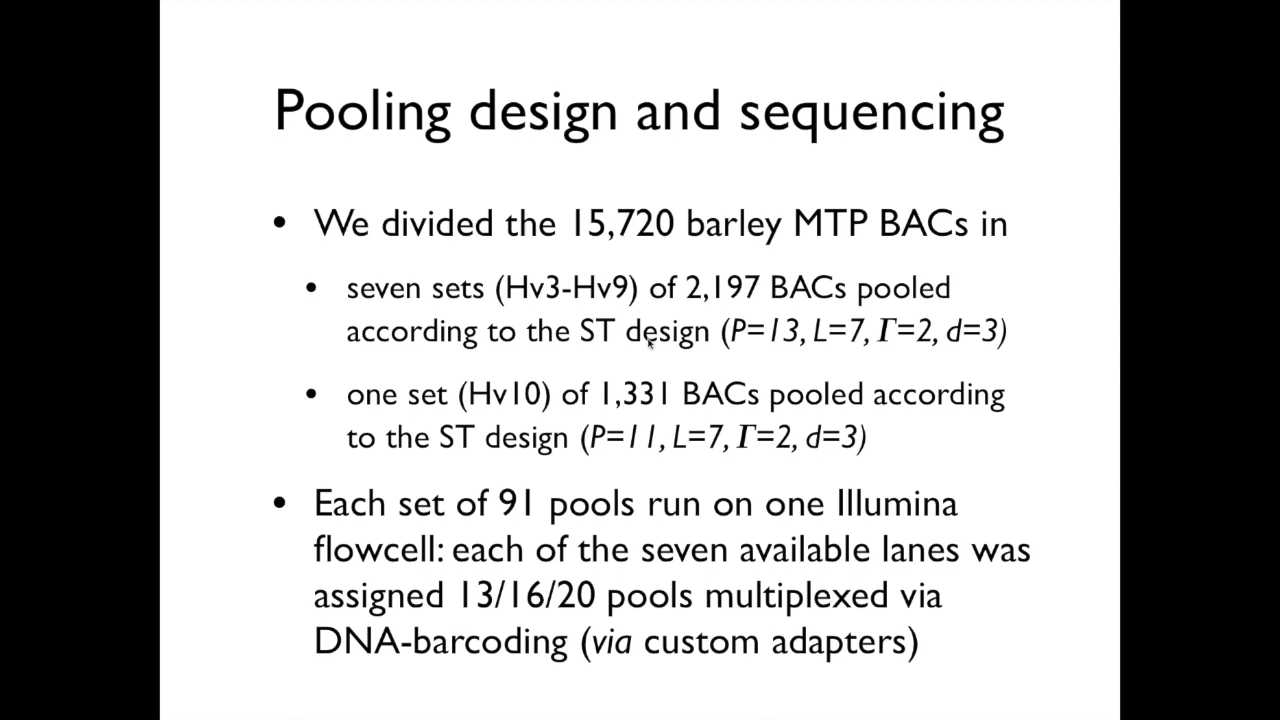 Pooling design and sequencing
• We divided the 15,720 barley MTP BACs in
• seven sets (Hv3-Hv9) of 2,197 BACs pooled
according to the ST design (P=13, L=7, Γ=2, d=3)
• one set (Hv10) of 1,331 BACs pooled according
to the ST design (P=11, L=7, Γ=2, d=3)
• Each set of 91 pools run on one Illumina
flowcell: each of the seven available lanes was
assigned 13/16/20 pools multiplexed via
DNA-barcoding (via custom adapters)